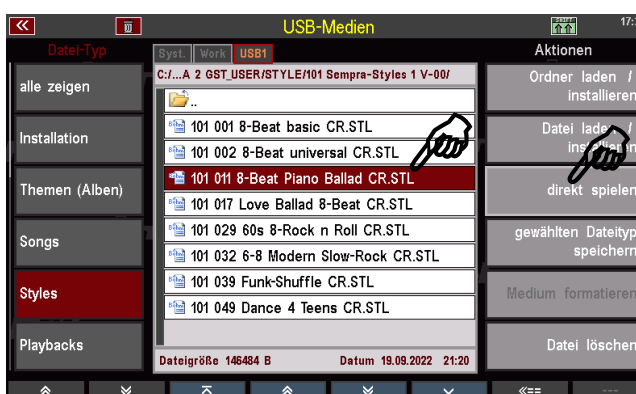 USB-Medien
SHIFT
17:
Datei-Typ
Syst.
Work
USB1
Aktionen
alle zeigen
Installation
Themen (Alben)
Songs
Styles
Playbacks
C:/...A 2 GST_USER/STYLE/101 Sempra-Styles 1 V-00/
..
101 001 8-Beat basic CR.STL
101 002 8-Beat universal CR.STL
101 011 8-Beat Piano Ballad CR.STL
101 017 Love Ballad 8-Beat CR.STL
101 029 60s 8-Rock n Roll CR.STL
101 032 6-8 Modern Slow-Rock CR.STL
101 039 Funk-Shuffle CR.STL
101 049 Dance 4 Teens CR.STL
Dateigröße 146484 B
Datum 19.09.2022 21:20
Ordner laden /
installieren
Datei laden /
installieren
direkt spielen
gewählten Dateityp
speichern
Medium formatieren
Datei löschen
«==
---